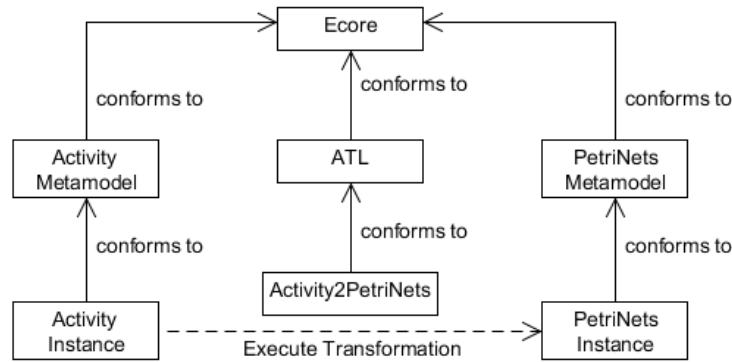 Ecore
conforms to
conforms to
conforms to
Activity
Metamodel
ATL
PetriNets
Metamodel
conforms to
conforms to
conforms to
Activity2PetriNets
Activity
Instance
PetriNets
Instance
Execute Transformation